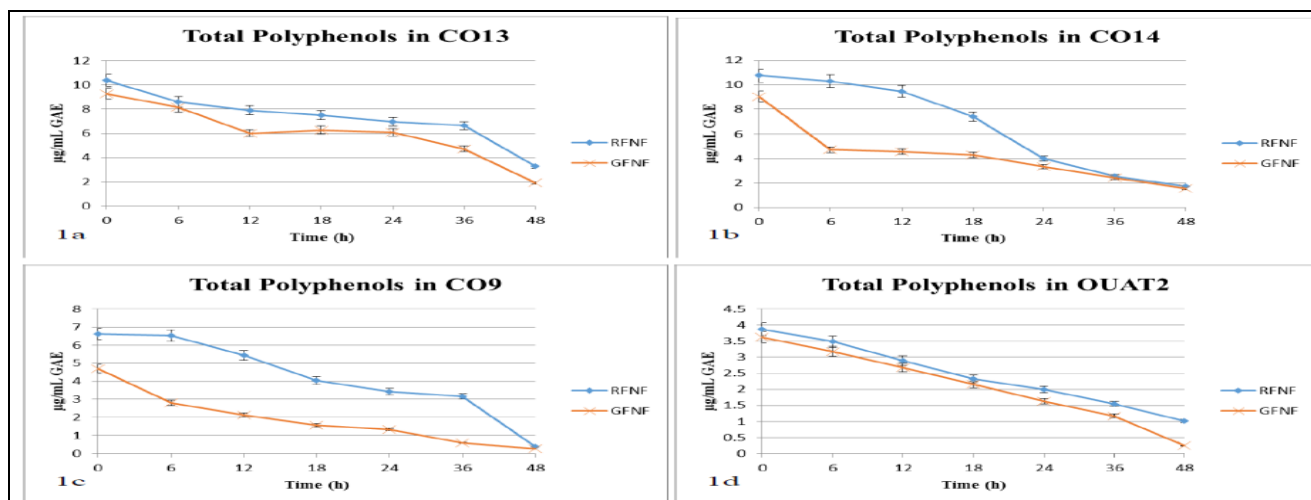 Total Polyphenols in CO13
12
10
8
6
4
2
0
µg/mL GAE
0 6 12 18 24 36 48
Time (h)
RFNF
GFNF
1a
Total Polyphenols in CO14
12
10
8
6
4
2
0
µg/mL GAE
0 6 12 18 24 36 48
Time (h)
RFNF
GFNF
1b
Total Polyphenols in CO9
8
7
6
5
4
3
2
1
0
µg/mL GAE
0 6 12 18 24 36 48
Time (h)
RFNF
GFNF
1c
Total Polyphenols in OUAT2
4.5
4
3.5
3
2.5
2
1.5
1
0.5
0
µg/mL GAE
0 6 12 18 24 36 48
Time (h)
RFNF
GFNF
1d